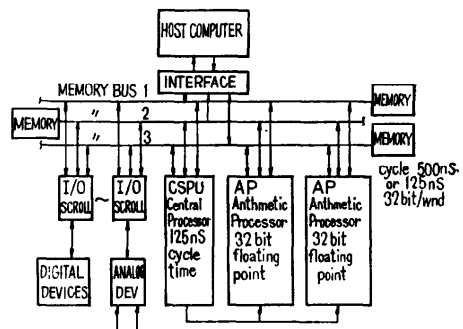 HOST COMPUTER
INTERFACE
MEMORY BUS 1
MEMORY
" 2
MEMORY
" 3
MEMORY
cycle 500nS
or 125nS
32bit/wnd
I/O
SCROLL
~
I/O
SCROLL
CSPU
Central
Processor
125nS
cycle
time
AP
Anthmetic
Processor
32 bit
floating
point
AP
Anthmetic
Processor
32 bit
floating
point
DIGITAL
DEVICES
ANALOG
DEV